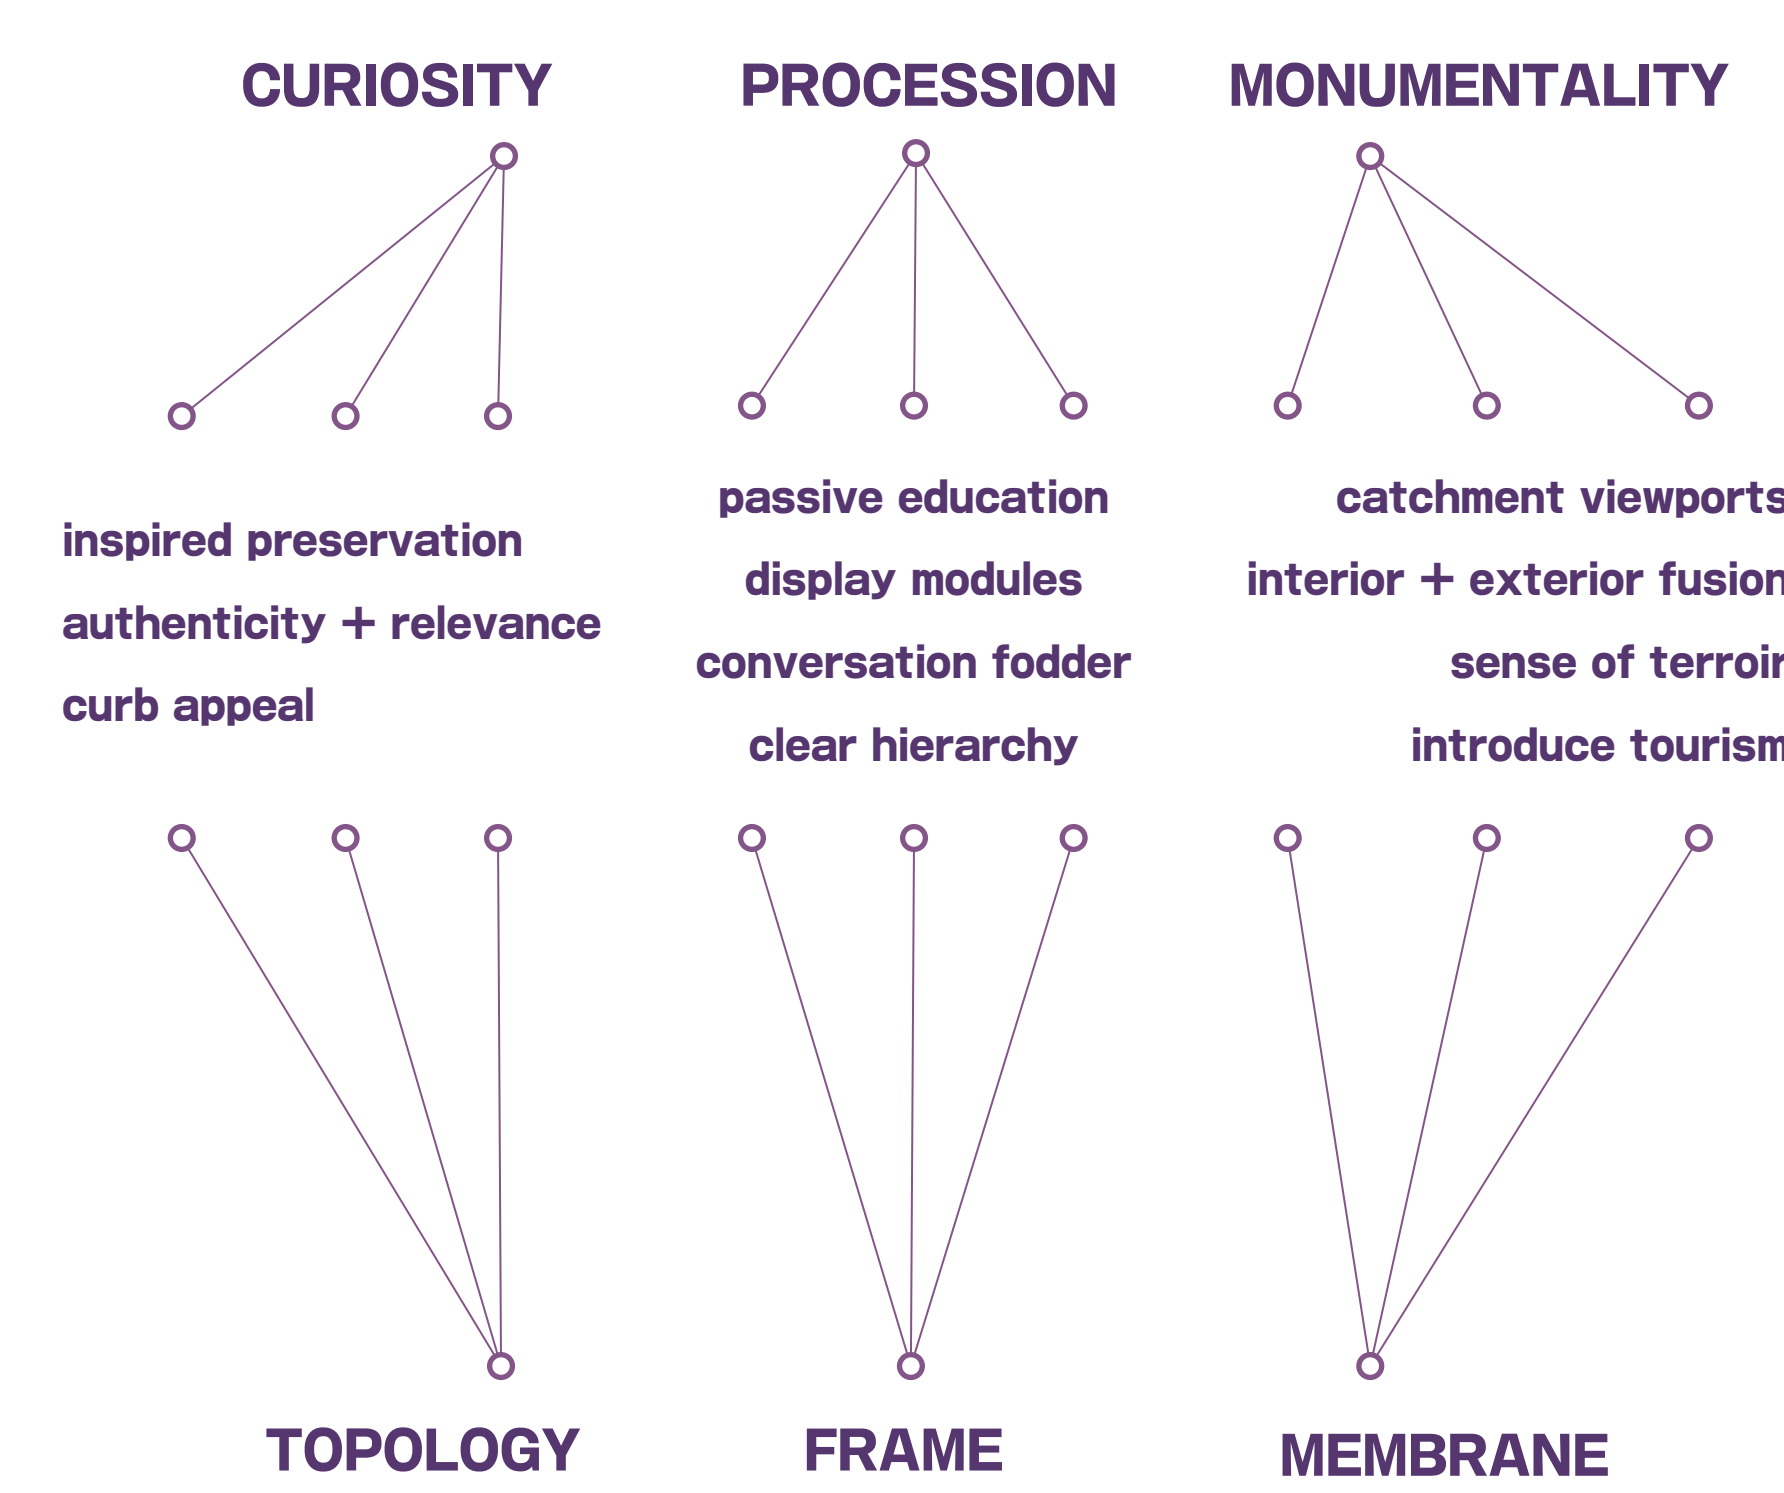 CURIOSITY
PROCESSION
MONUMENTALITY
inspired preservation
authenticity + relevance
curb appeal
passive education
display modules
conversation fodder
clear hierarchy
catchment viewports
interior + exterior fusion
sense of terroir
introduce tourism
TOPOLOGY
FRAME
MEMBRANE